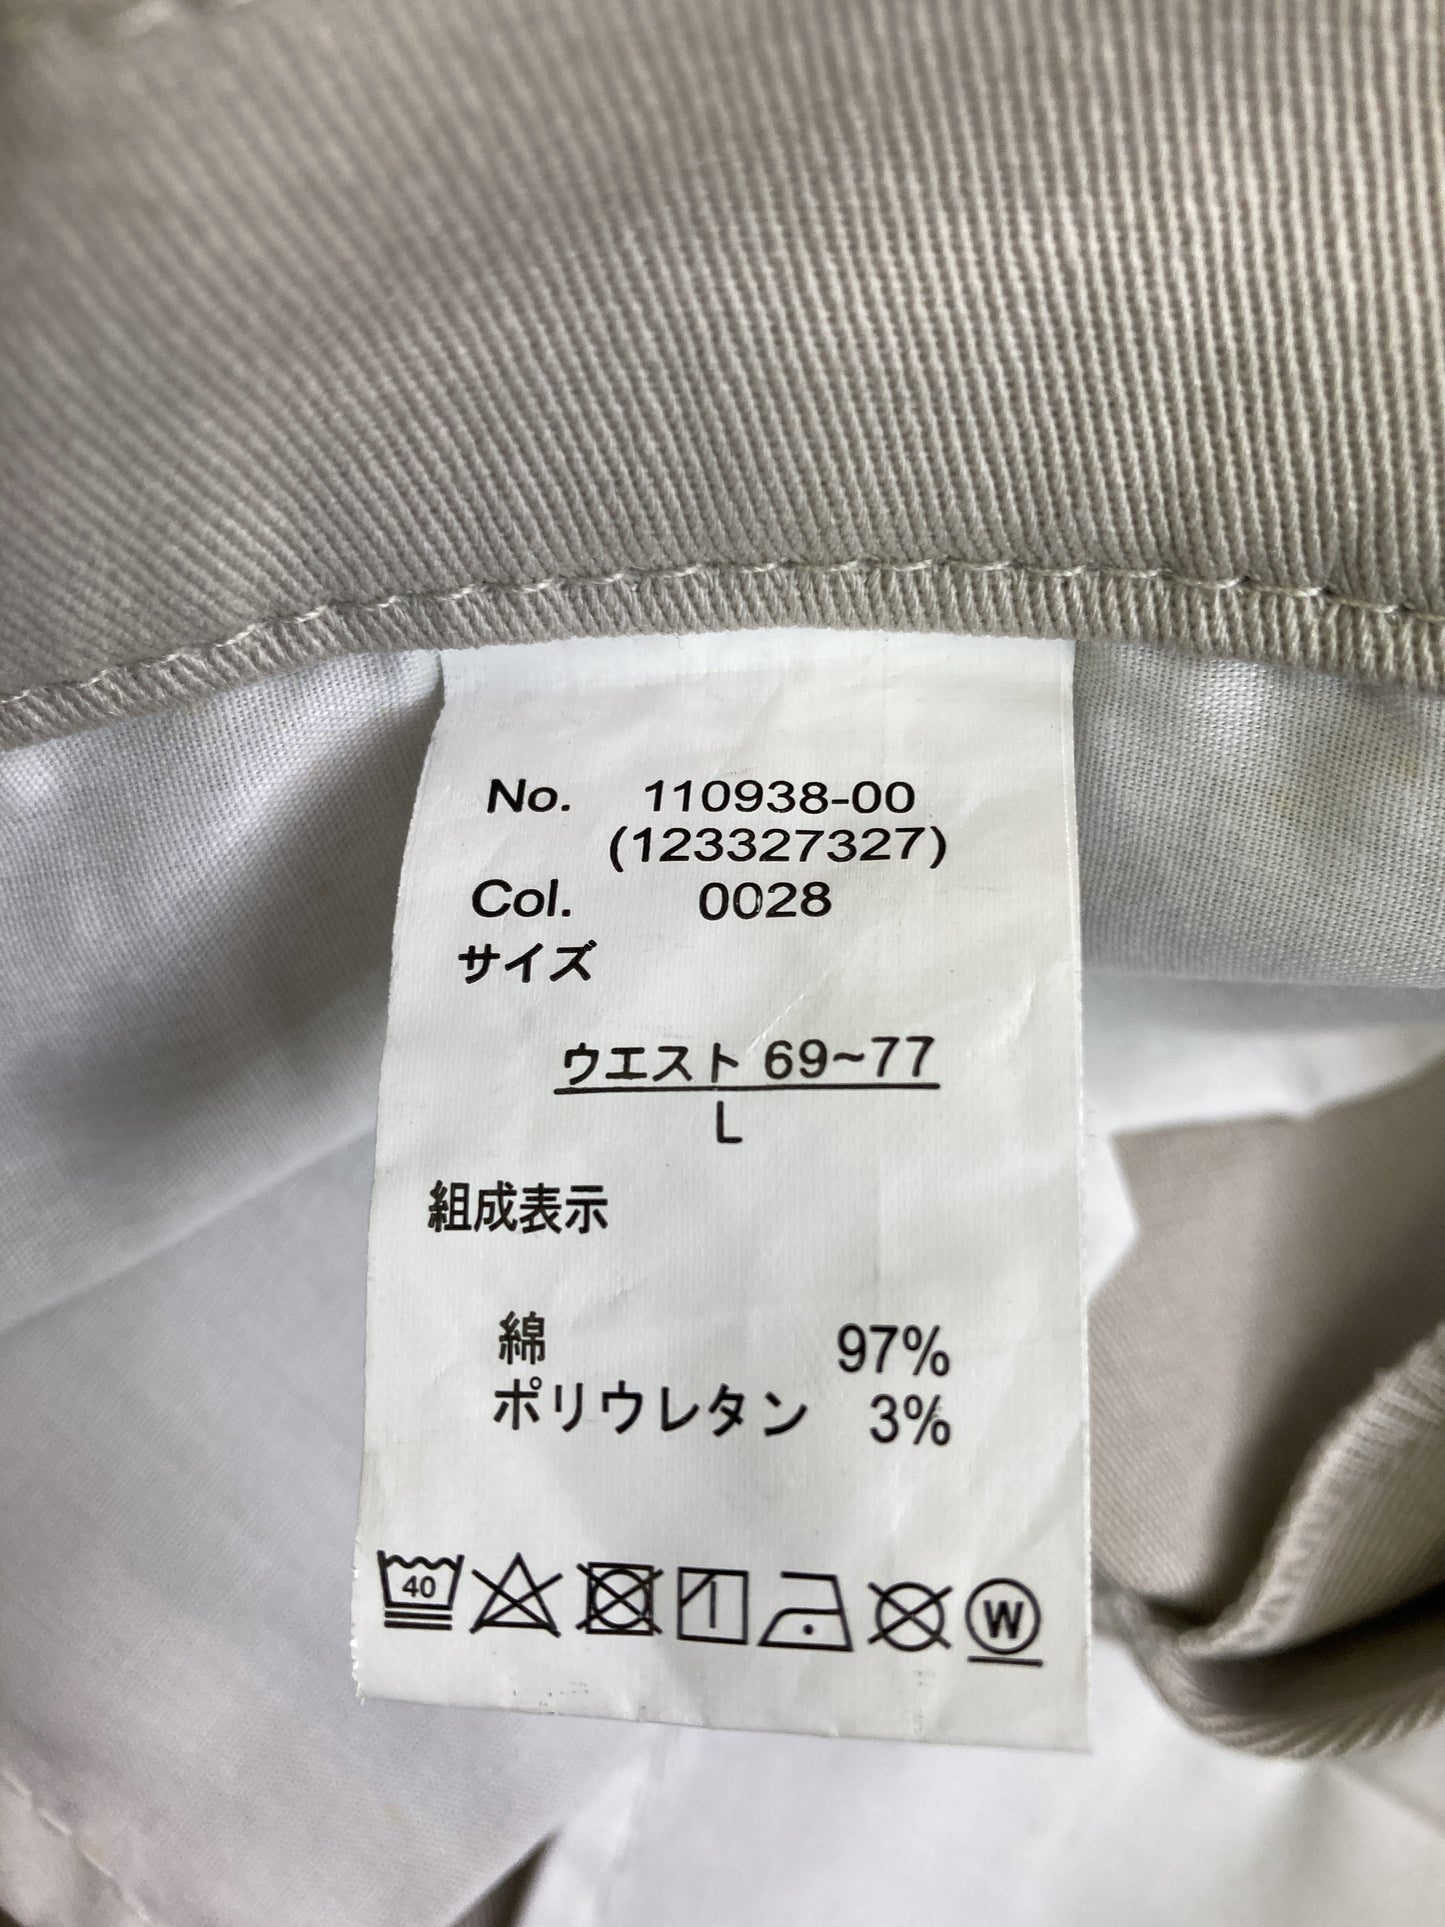 No. 110938-00
(123327327)
Col. 0028
サイズ
ウエスト 69~77
L
組成表示
綿 97%
ポリウレタン 3%
40
W